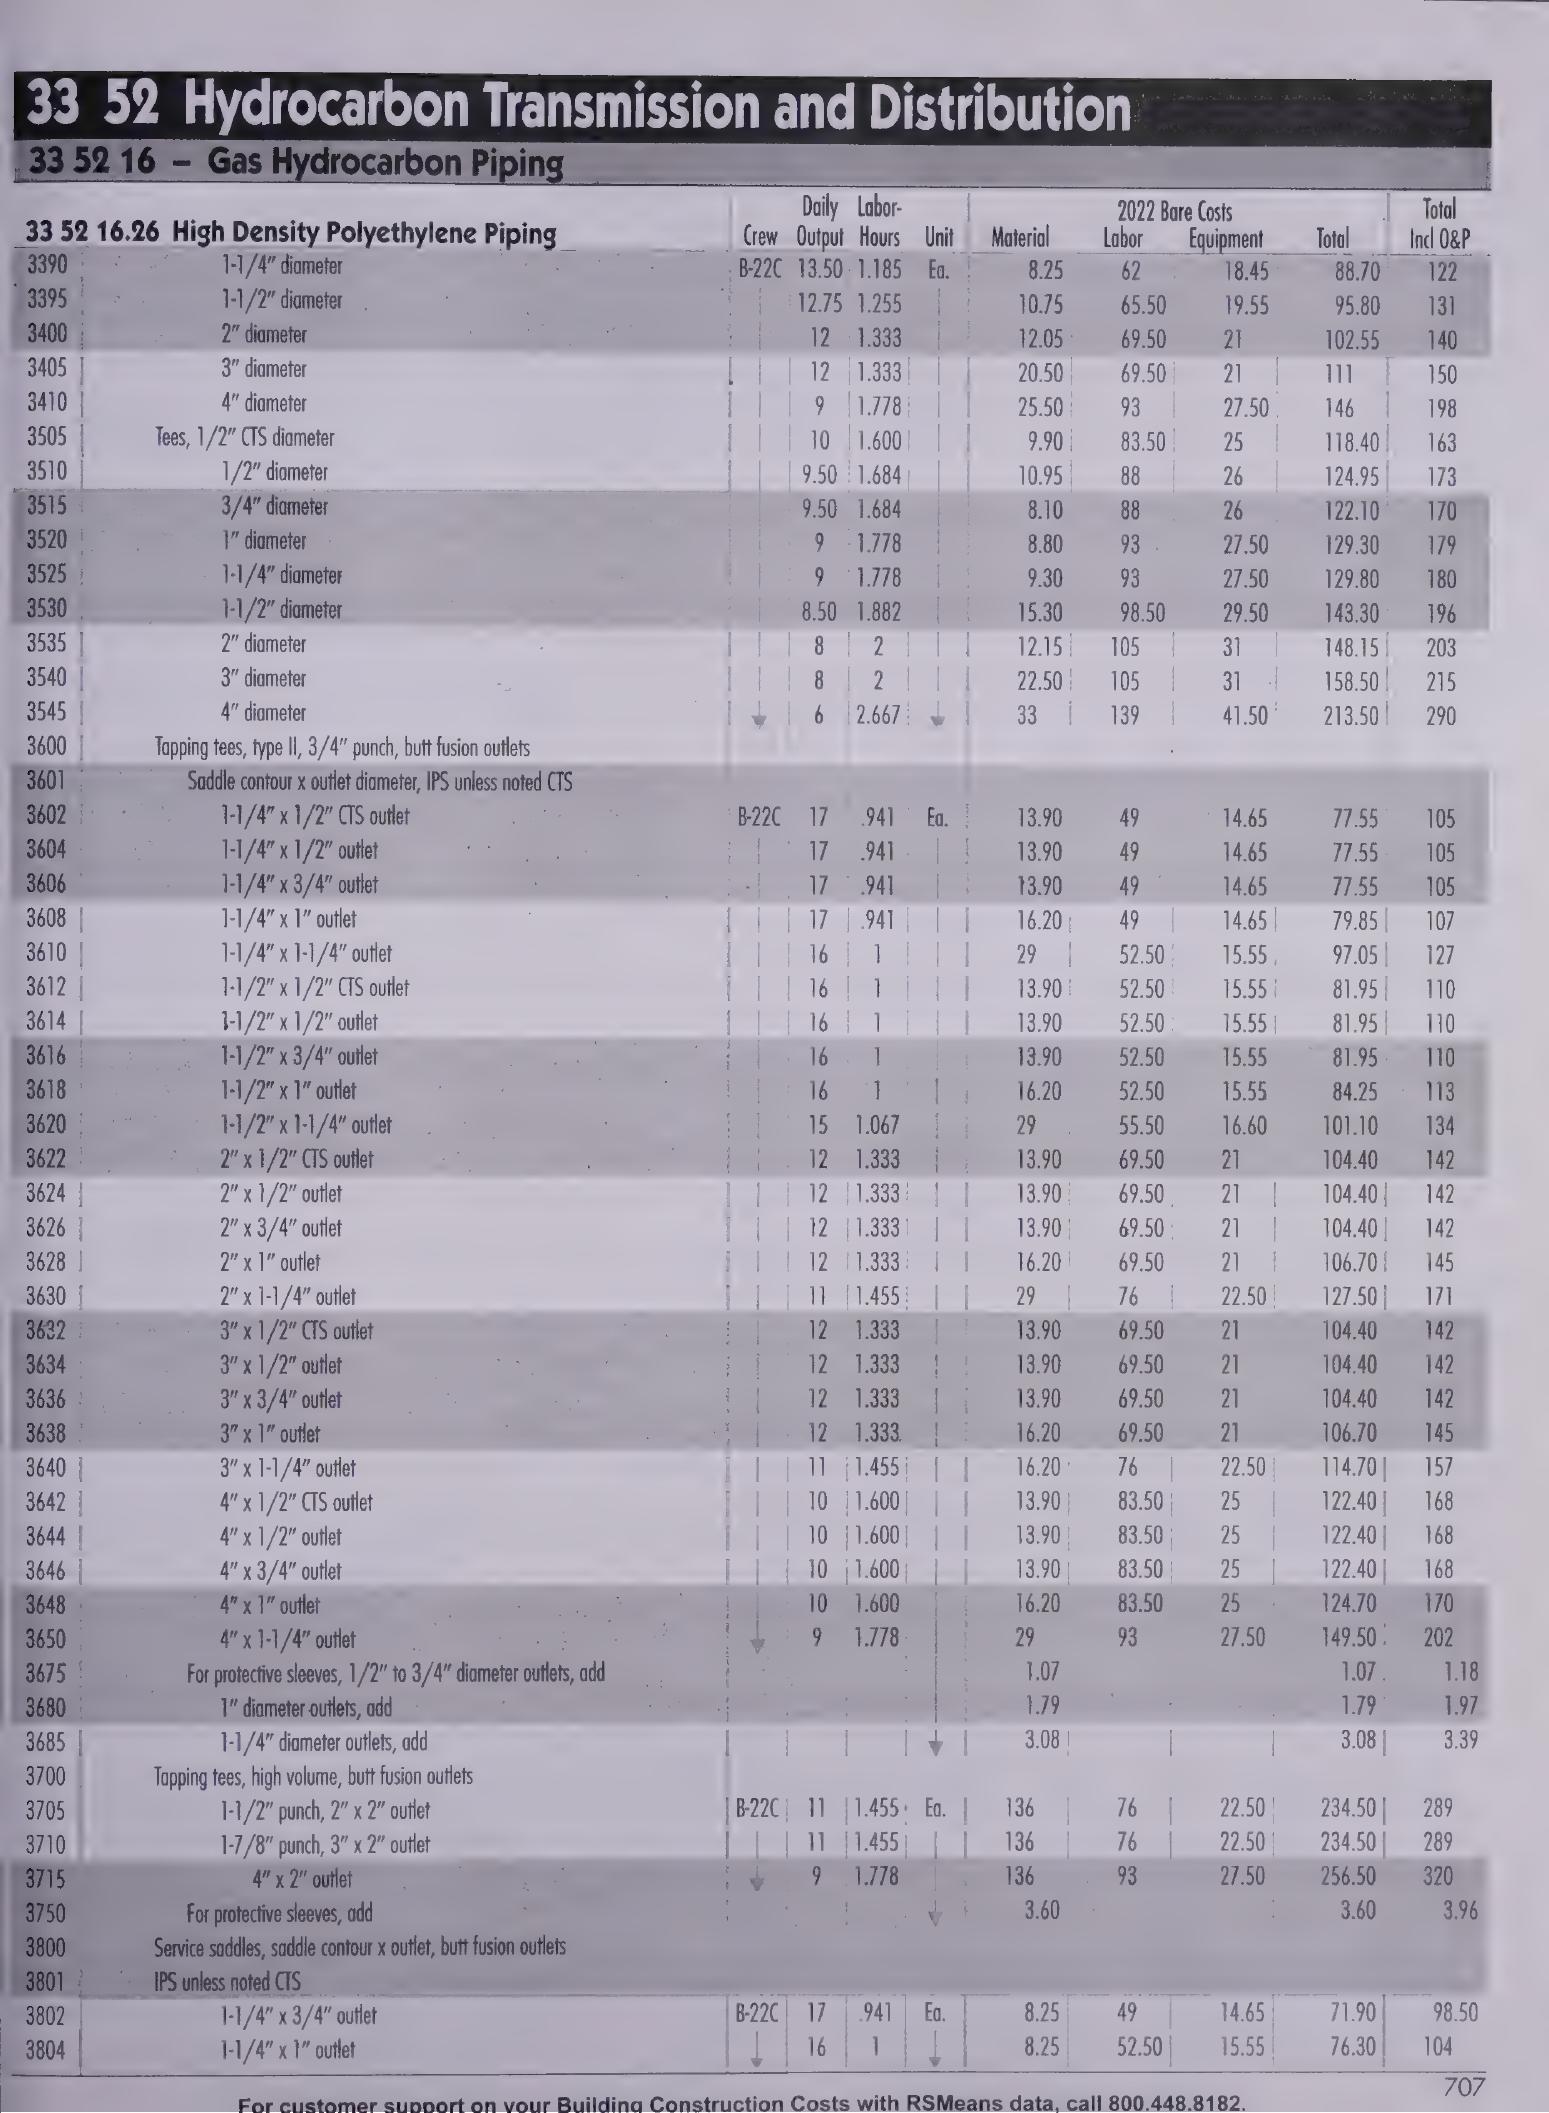 33 52 Hydrocarbon Transmission and Distribution
33 52 16 – Gas Hydrocarbon Piping
Daily Labor- 2022 Bare Costs Total
33 52 16.26 High Density Polyethylene Piping Crew Output Hours Unit Material Labor Equipment Total Incl O&P
3390 1-1/4" diameter B-22C 13.50 1.185 Ea. 8.25 62 18.45 88.70 122
3395 1-1/2" diameter 12.75 1.255 10.75 65.50 19.55 95.80 131
3400 2" diameter 12 1.333 12.05 69.50 21 102.55 140
3405 3" diameter 12 1.333 20.50 69.50 21 111 150
3410 4" diameter 9 1.778 25.50 93 27.50 146 198
3505 Tees, 1/2" CTS diameter 10 1.600 9.90 83.50 25 118.40 163
3510 1/2" diameter 9.50 1.684 10.95 88 26 124.95 173
3515 3/4" diameter 9.50 1.684 8.10 88 26 122.10 170
3520 1" diameter 9 1.778 8.80 93 27.50 129.30 179
3525 1-1/4" diameter 9 1.778 9.30 93 27.50 129.80 180
3530 1-1/2" diameter 8.50 1.882 15.30 98.50 29.50 143.30 196
3535 2" diameter 8 2 12.15 105 31 148.15 203
3540 3" diameter 8 2 22.50 105 31 158.50 215
3545 4" diameter 6 2.667 33 139 41.50 213.50 290
3600 Tapping tees, type II, 3/4" punch, butt fusion outlets
3601 Saddle contour x outlet diameter, IPS unless noted CTS
3602 1-1/4" x 1/2" CTS outlet B-22C 17 .941 Ea. 13.90 49 14.65 77.55 105
3604 1-1/4" x 1/2" outlet 17 .941 13.90 49 14.65 77.55 105
3606 1-1/4" x 3/4" outlet 17 .941 13.90 49 14.65 77.55 105
3608 1-1/4" x 1" outlet 17 .941 16.20 49 14.65 79.85 107
3610 1-1/4" x 1-1/4" outlet 16 1 29 52.50 15.55 97.05 127
3612 1-1/2" x 1/2" CTS outlet 16 1 13.90 52.50 15.55 81.95 110
3614 1-1/2" x 1/2" outlet 16 1 13.90 52.50 15.55 81.95 110
3616 1-1/2" x 3/4" outlet 16 1 13.90 52.50 15.55 81.95 110
3618 1-1/2" x 1" outlet 16 1 16.20 52.50 15.55 84.25 113
3620 1-1/2" x 1-1/4" outlet 15 1.067 29 55.50 16.60 101.10 134
3622 2" x 1/2" CTS outlet 12 1.333 13.90 69.50 21 104.40 142
3624 2" x 1/2" outlet 12 1.333 13.90 69.50 21 104.40 142
3626 2" x 3/4" outlet 12 1.333 13.90 69.50 21 104.40 142
3628 2" x 1" outlet 12 1.333 16.20 69.50 21 106.70 145
3630 2" x 1-1/4" outlet 11 1.455 29 76 22.50 127.50 171
3632 3" x 1/2" CTS outlet 12 1.333 13.90 69.50 21 104.40 142
3634 3" x 1/2" outlet 12 1.333 13.90 69.50 21 104.40 142
3636 3" x 3/4" outlet 12 1.333 13.90 69.50 21 104.40 142
3638 3" x 1" outlet 12 1.333 16.20 69.50 21 106.70 145
3640 3" x 1-1/4" outlet 11 1.455 16.20 76 22.50 114.70 157
3642 4" x 1/2" CTS outlet 10 1.600 13.90 83.50 25 122.40 168
3644 4" x 1/2" outlet 10 1.600 13.90 83.50 25 122.40 168
3646 4" x 3/4" outlet 10 1.600 13.90 83.50 25 122.40 168
3648 4" x 1" outlet 10 1.600 16.20 83.50 25 124.70 170
3650 4" x 1-1/4" outlet 9 1.778 29 93 27.50 149.50 202
3675 For protective sleeves, 1/2" to 3/4" diameter outlets, add 1.07 1.07 1.18
3680 1" diameter outlets, add 1.79 1.79 1.97
3685 1-1/4" diameter outlets, add 3.08 3.08 3.39
3700 Tapping tees, high volume, butt fusion outlets
3705 1-1/2" punch, 2" x 2" outlet B-22C 11 1.455 Ea. 136 76 22.50 234.50 289
3710 1-7/8" punch, 3" x 2" outlet 11 1.455 136 76 22.50 234.50 289
3715 4" x 2" outlet 9 1.778 136 93 27.50 256.50 320
3750 For protective sleeves, add 3.60 3.60 3.96
3800 Service saddles, saddle contour x outlet, butt fusion outlets
3801 IPS unless noted CTS
3802 1-1/4" x 3/4" outlet B-22C 17 .941 Ea. 8.25 49 14.65 71.90 98.50
3804 1-1/4" x 1" outlet 16 1 8.25 52.50 15.55 76.30 104
707
For customer support on your Building Construction Costs with RSMeans data, call 800.448.8182.